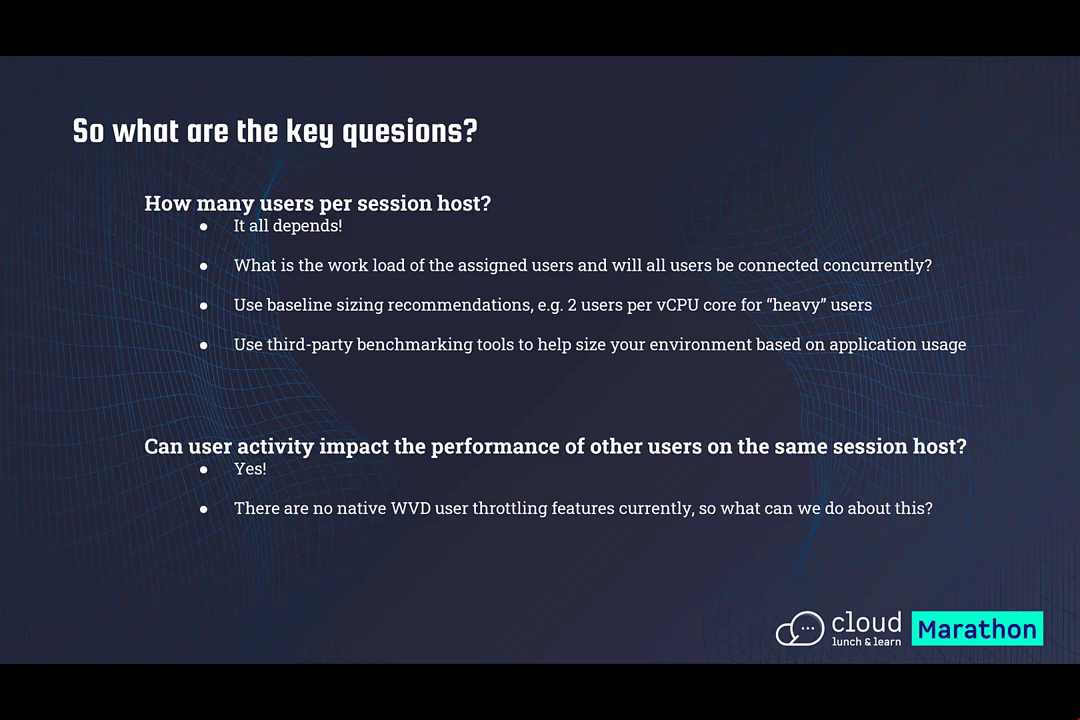 So what are the key quesions?
How many users per session host?
● It all depends!
● What is the work load of the assigned users and will all users be connected concurrently?
● Use baseline sizing recommendations, e.g. 2 users per vCPU core for “heavy” users
● Use third-party benchmarking tools to help size your environment based on application usage
Can user activity impact the performance of other users on the same session host?
● Yes!
● There are no native WVD user throttling features currently, so what can we do about this?
cloud
lunch & learn
Marathon